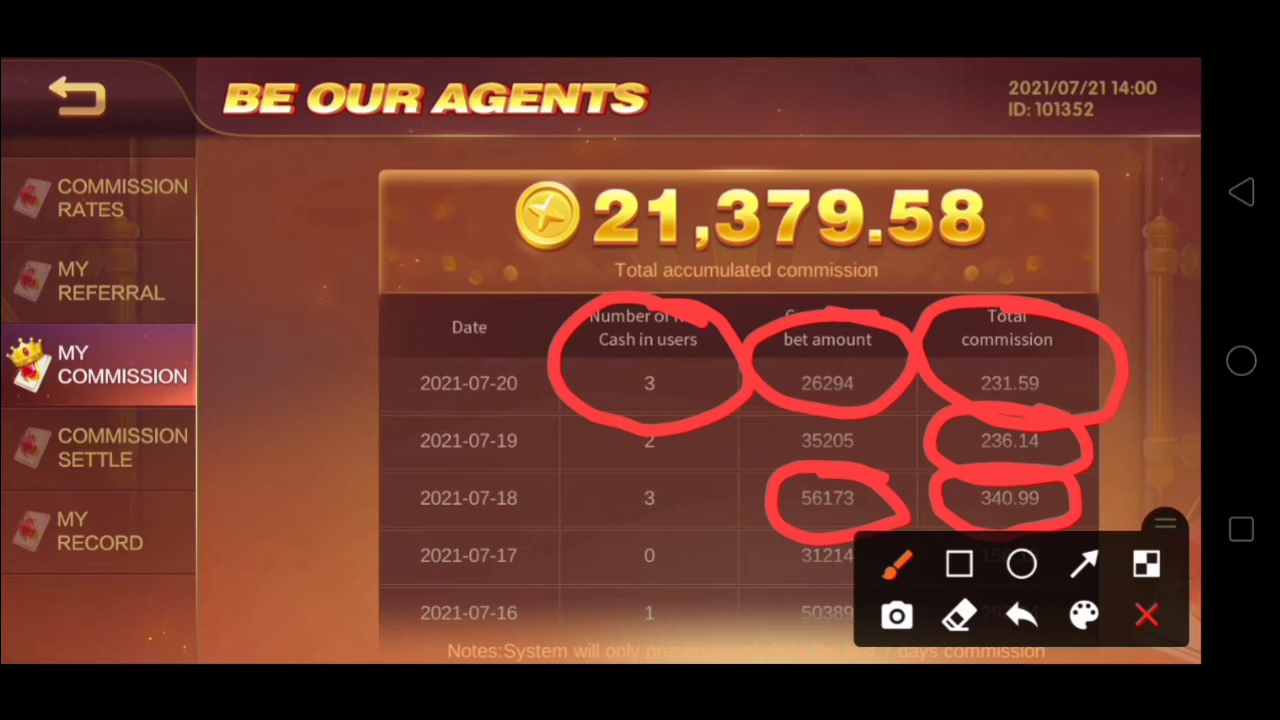 BE OUR AGENTS
2021/07/21 14:00
ID: 101352
COMMISSION
RATES
MY
REFERRAL
MY
COMMISSION
COMMISSION
SETTLE
MY
RECORD
21,379.58
Total accumulated commission
Date
Number of
Cash in users
bet amount
Total
commission
2021-07-20 3 26294 231.59
2021-07-19 2 35205 236.14
2021-07-18 3 56173 340.99
2021-07-17 0 31214
2021-07-16 1 50389
Notes:System will only days commission